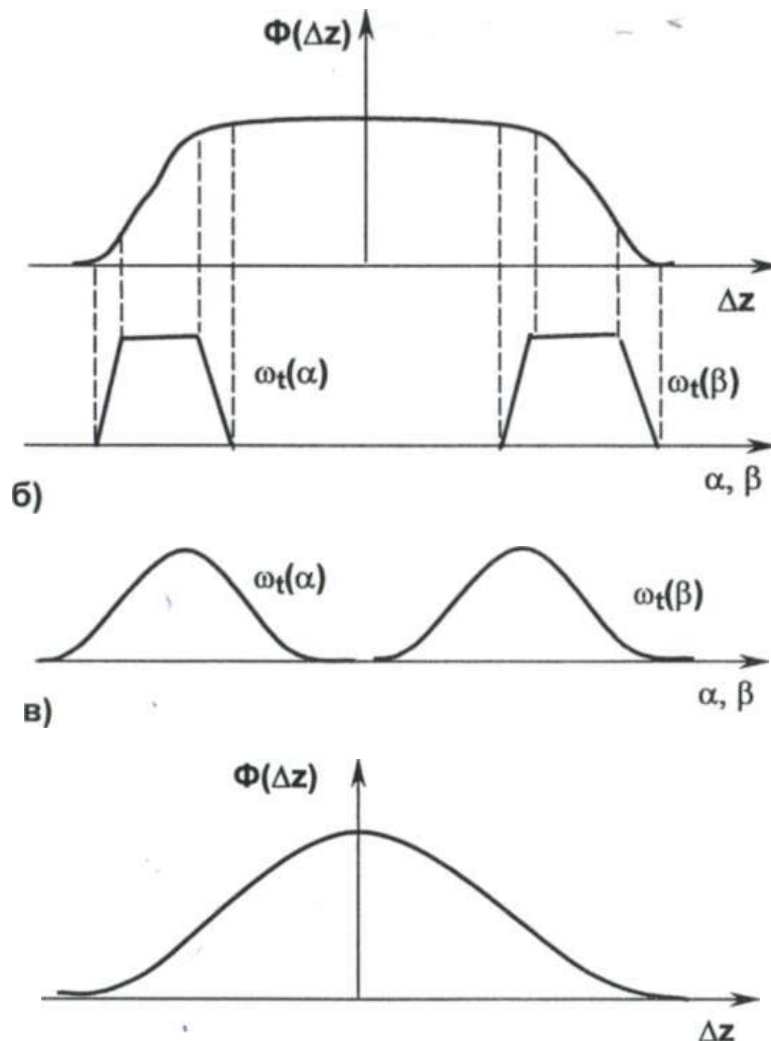 Φ(Δz)
Δz
ωt(α)
ωt(β)
α, β
б)
ωt(α)
ωt(β)
α, β
в)
Φ(Δz)
Δz